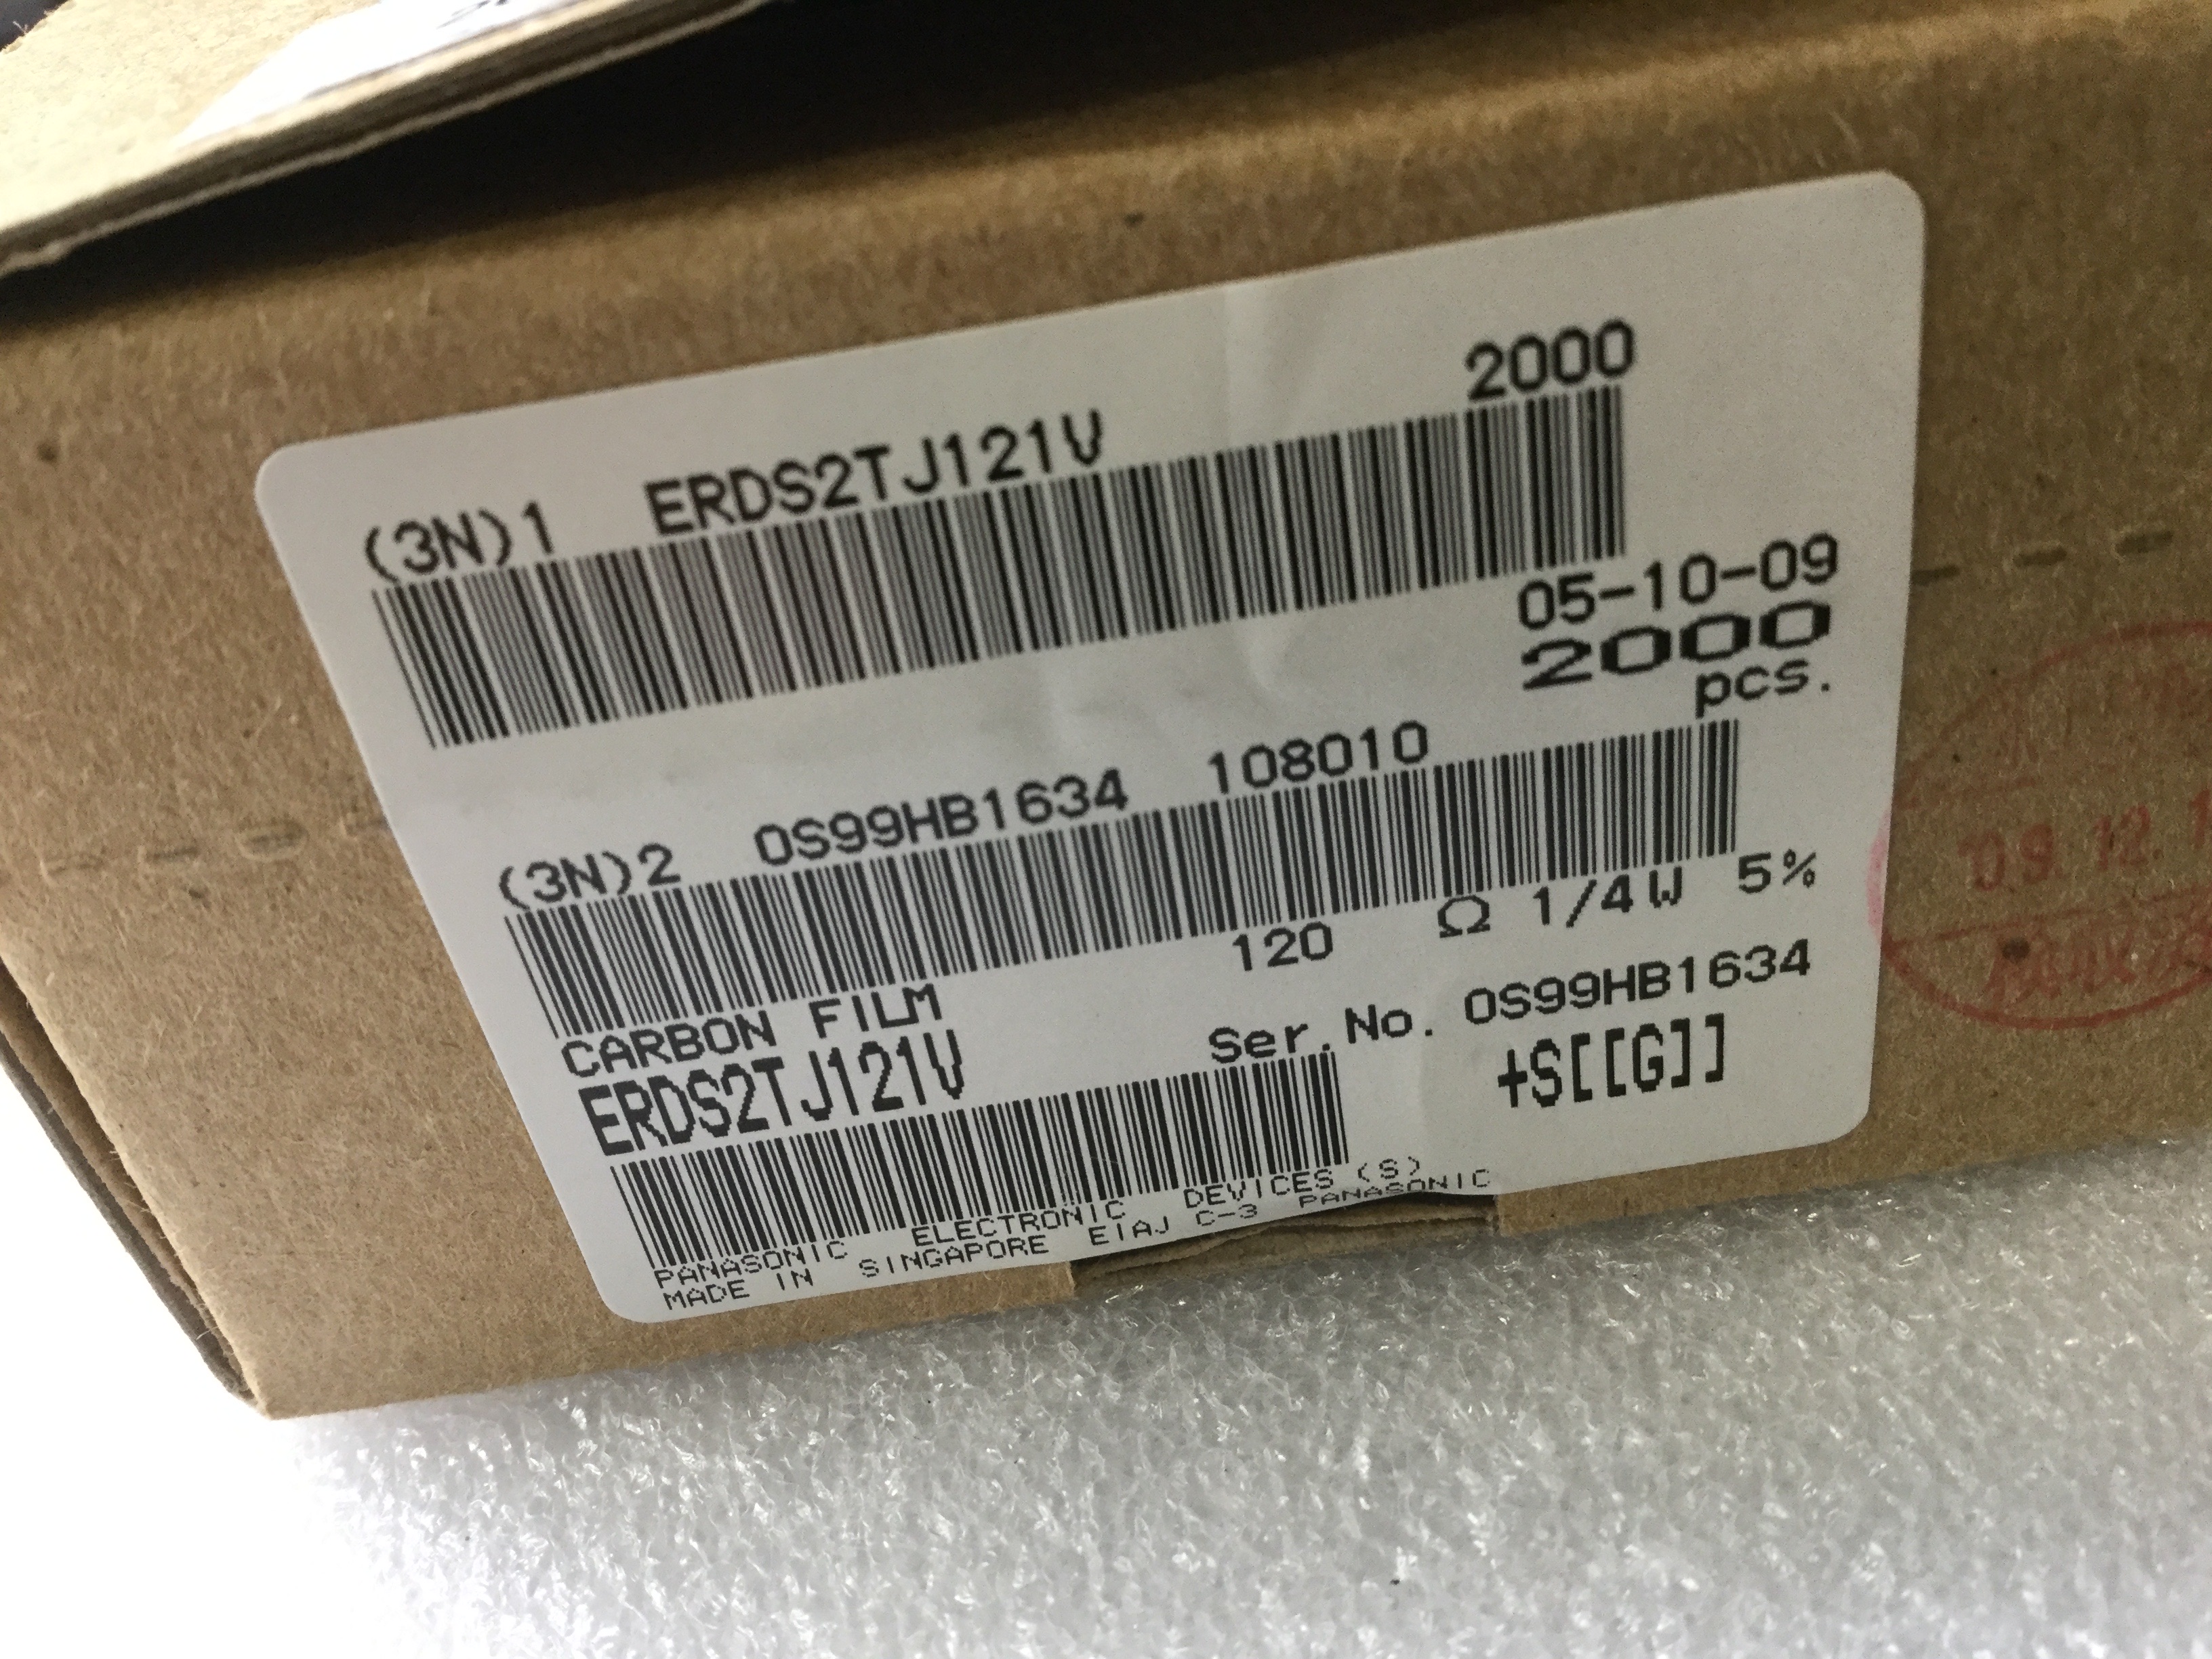 (3N)1 ERDS2TJ121V 2000
05-10-09
2000
pcs.
(3N)2 0S99HB1634 108010
120 Ω 1/4W 5%
CARBON FILM
Ser.No. 0S99HB1634
ERDS2TJ121V
+S[[G]]
PANASONIC ELECTRONIC DEVICES (S)
MADE IN SINGAPORE EIAJ C-3 PANASONIC